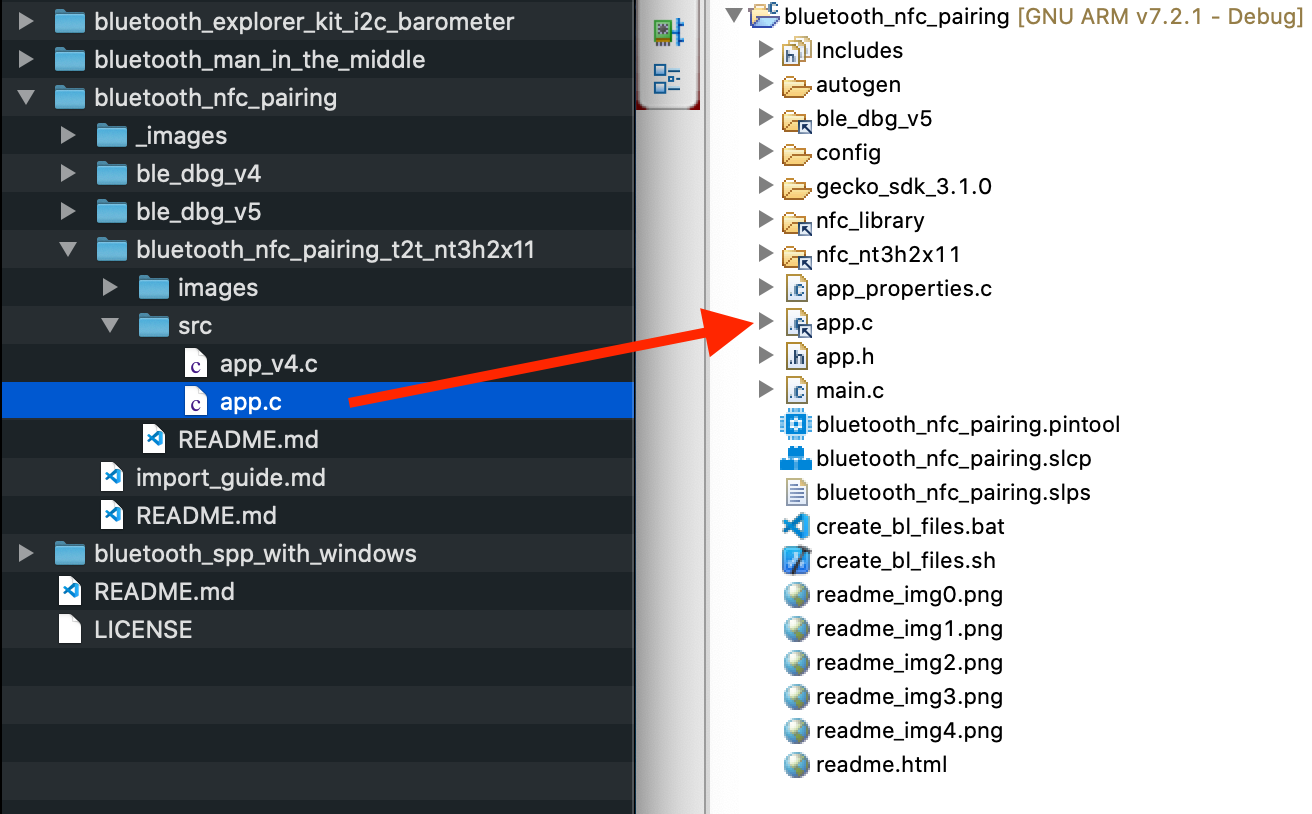 bluetooth_explorer_kit_i2c_barometer
bluetooth_man_in_the_middle
bluetooth_nfc_pairing
_images
ble_dbg_v4
ble_dbg_v5
bluetooth_nfc_pairing_t2t_nt3h2x11
images
src
app_v4.c
app.c
README.md
import_guide.md
README.md
bluetooth_spp_with_windows
README.md
LICENSE
bluetooth_nfc_pairing [GNU ARM v7.2.1 - Debug]
Includes
autogen
ble_dbg_v5
config
gecko_sdk_3.1.0
nfc_library
nfc_nt3h2x11
app_properties.c
app.c
app.h
main.c
bluetooth_nfc_pairing.pintool
bluetooth_nfc_pairing.slcp
bluetooth_nfc_pairing.slps
create_bl_files.bat
create_bl_files.sh
readme_img0.png
readme_img1.png
readme_img2.png
readme_img3.png
readme_img4.png
readme.html